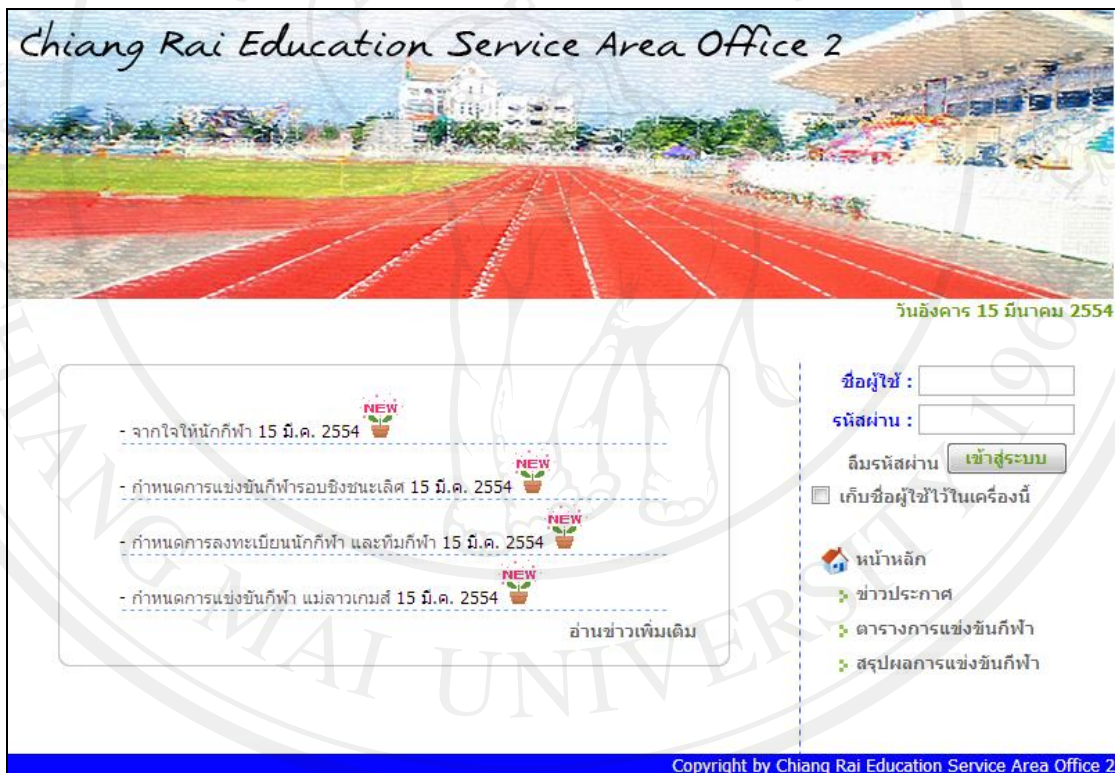 Chiang Rai Education Service Area Office 2
วันอังคาร 15 มีนาคม 2554
- จากใจให้นักกีฬา 15 มี.ค. 2554 NEW
- กำหนดการแข่งขันกีฬารอบชิงชนะเลิศ 15 มี.ค. 2554 NEW
- กำหนดการลงทะเบียนนักกีฬา และทีมกีฬา 15 มี.ค. 2554 NEW
- กำหนดการแข่งขันกีฬา แม่ลาวเกมส์ 15 มี.ค. 2554 NEW
อ่านข่าวเพิ่มเติม
ชื่อผู้ใช้ :
รหัสผ่าน :
ลืมรหัสผ่าน เข้าสู่ระบบ
เก็บชื่อผู้ใช้ไว้ในเครื่องนี้
หน้าหลัก
ข่าวประกาศ
ตารางการแข่งขันกีฬา
สรุปผลการแข่งขันกีฬา
Copyright by Chiang Rai Education Service Area Office 2
CHIANG MAI UNIVERSITY 196